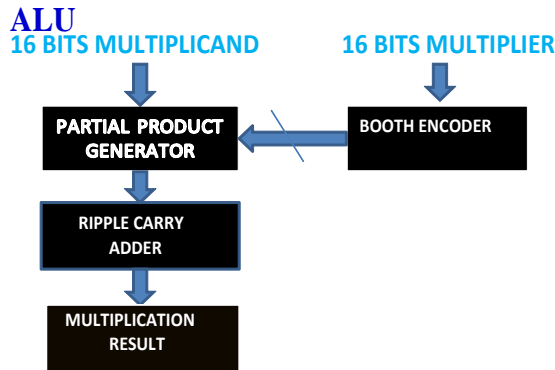 ALU
16 BITS MULTIPLICAND
16 BITS MULTIPLIER
PARTIAL PRODUCT
GENERATOR
BOOTH ENCODER
RIPPLE CARRY
ADDER
MULTIPLICATION
RESULT